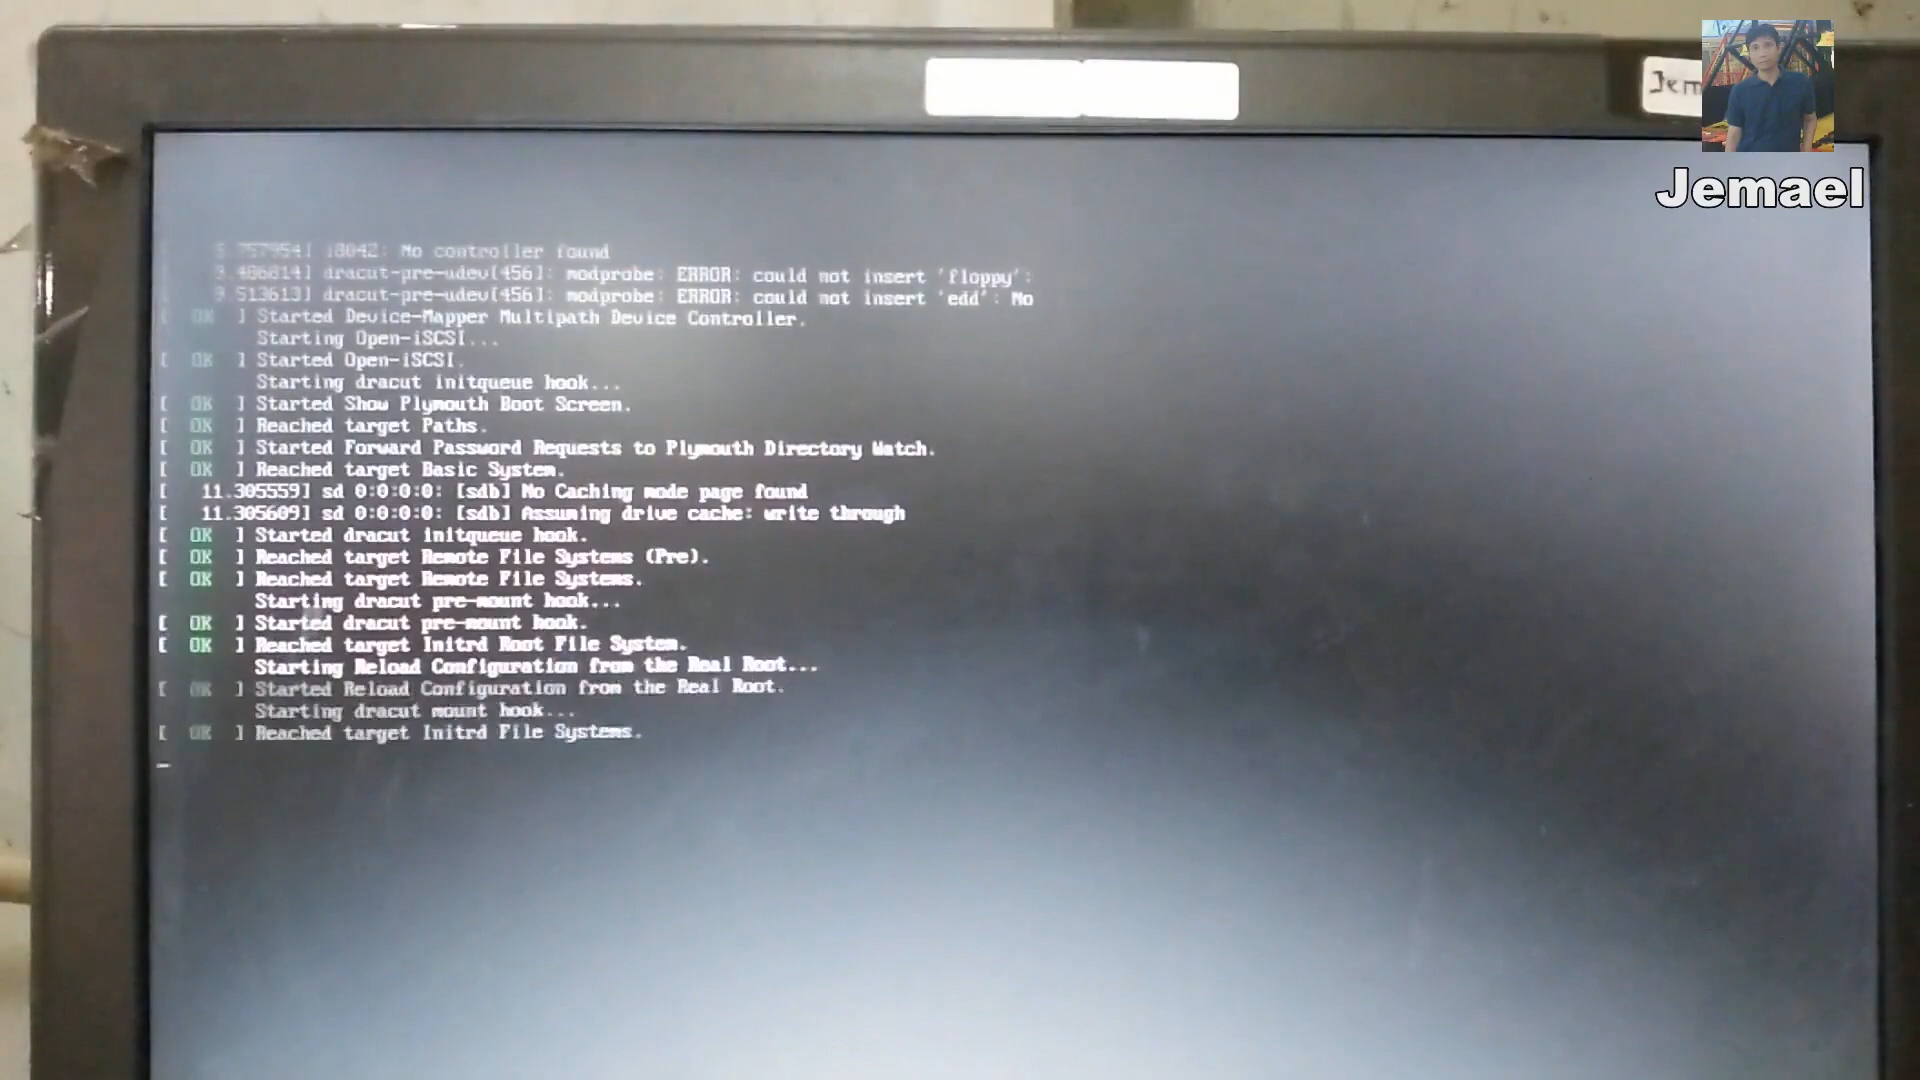 Jem
Jemael
5.757954] i8042: No controller found
9.486814] dracut-pre-udev[456]: modprobe: ERROR: could not insert 'floppy':
9.513613] dracut-pre-udev[456]: modprobe: ERROR: could not insert 'edd': No
[ OK ] Started Device-Mapper Multipath Device Controller.
Starting Open-iSCSI...
[ OK ] Started Open-iSCSI.
Starting dracut initqueue hook...
[ OK ] Started Show Plymouth Boot Screen.
[ OK ] Reached target Paths.
[ OK ] Started Forward Password Requests to Plymouth Directory Watch.
[ OK ] Reached target Basic System.
[ 11.305559] sd 0:0:0:0: [sdb] No Caching mode page found
[ 11.305609] sd 0:0:0:0: [sdb] Assuming drive cache: write through
[ OK ] Started dracut initqueue hook.
[ OK ] Reached target Remote File Systems (Pre).
[ OK ] Reached target Remote File Systems.
Starting dracut pre-mount hook...
[ OK ] Started dracut pre-mount hook.
[ OK ] Reached target Initrd Root File System.
Starting Reload Configuration from the Real Root...
[ OK ] Started Reload Configuration from the Real Root.
Starting dracut mount hook...
[ OK ] Reached target Initrd File Systems.